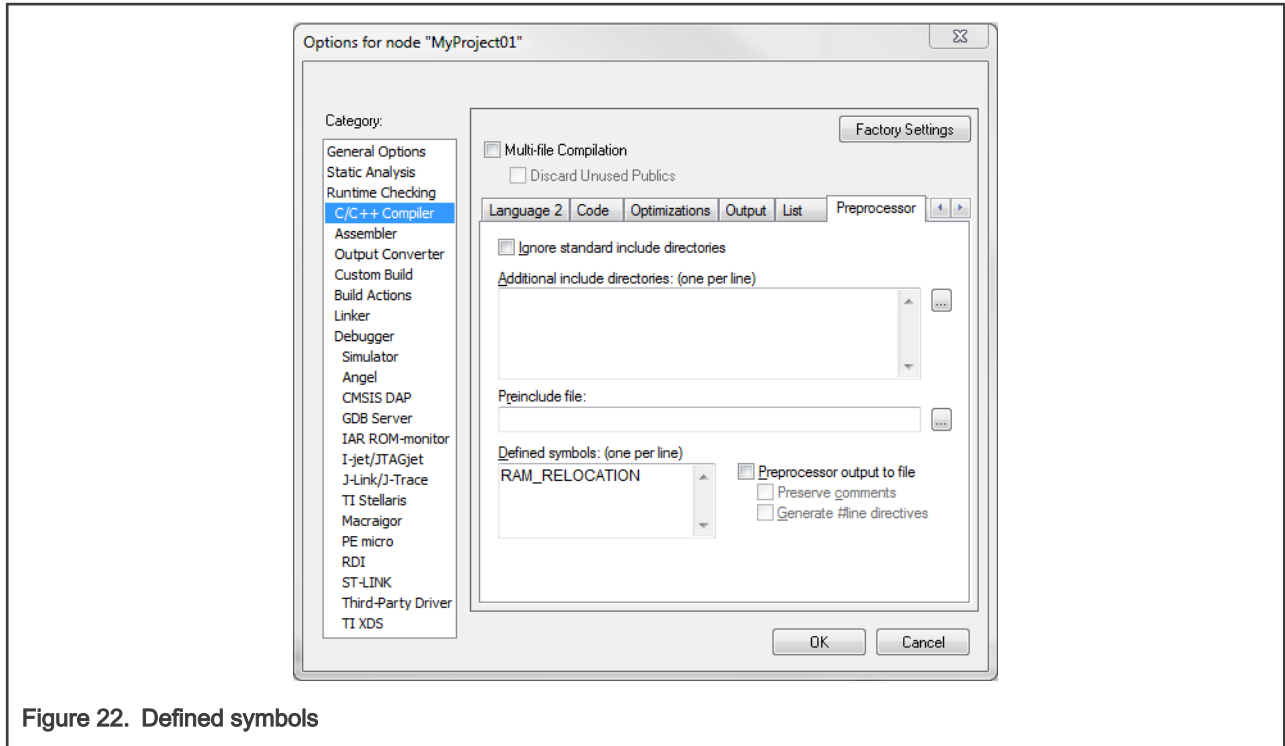 Options for node "MyProject01"
Category:
General Options
Static Analysis
Runtime Checking
C/C++ Compiler
Assembler
Output Converter
Custom Build
Build Actions
Linker
Debugger
Simulator
Angel
CMSIS DAP
GDB Server
IAR ROM-monitor
I-jet/JTAGjet
J-Link/J-Trace
TI Stellaris
Macraigor
PE micro
RDI
ST-LINK
Third-Party Driver
TI XDS
Factory Settings
Multi-file Compilation
Discard Unused Publics
Language 2 Code Optimizations Output List Preprocessor
Ignore standard include directories
Additional include directories: (one per line)
...
Preinclude file:
...
Defined symbols: (one per line)
RAM_RELOCATION
Preprocessor output to file
Preserve comments
Generate #line directives
OK Cancel
Figure 22. Defined symbols